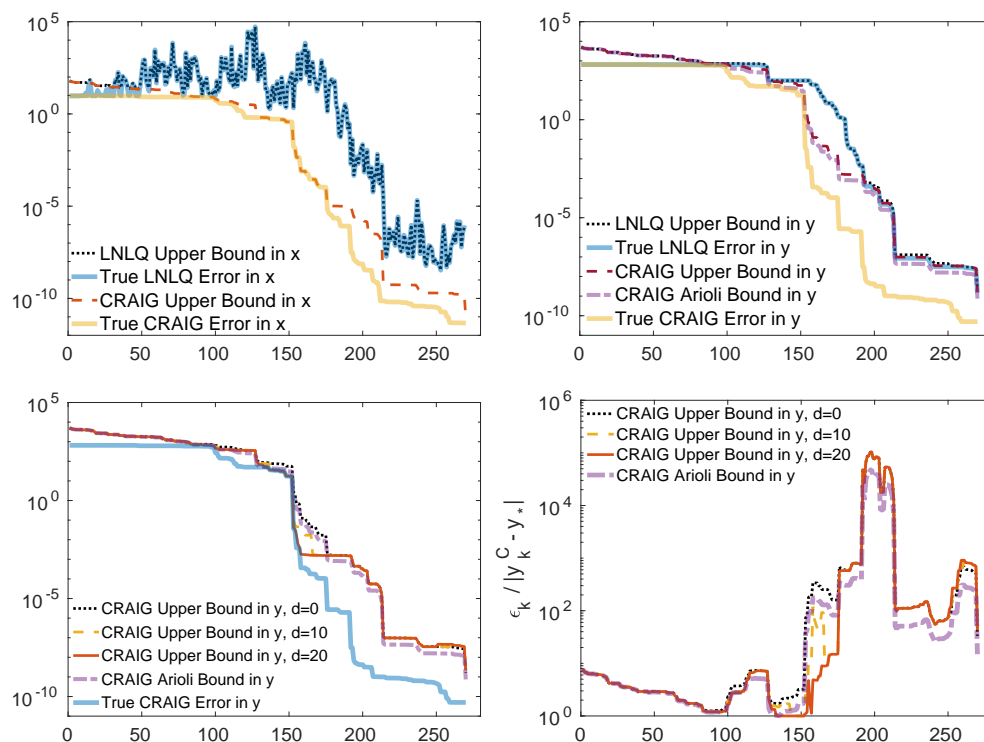 10^5
10^0
10^-5
10^-10
LNLQ Upper Bound in x
True LNLQ Error in x
CRAIG Upper Bound in x
True CRAIG Error in x
0 50 100 150 200 250
10^5
10^0
10^-5
10^-10
LNLQ Upper Bound in y
True LNLQ Error in y
CRAIG Upper Bound in y
CRAIG Arioli Bound in y
True CRAIG Error in y
0 50 100 150 200 250
10^5
10^0
10^-5
10^-10
CRAIG Upper Bound in y, d=0
CRAIG Upper Bound in y, d=10
CRAIG Upper Bound in y, d=20
CRAIG Arioli Bound in y
True CRAIG Error in y
0 50 100 150 200 250
ϵ_k / |y_k^C - y_*|
10^6
10^4
10^2
10^0
CRAIG Upper Bound in y, d=0
CRAIG Upper Bound in y, d=10
CRAIG Upper Bound in y, d=20
CRAIG Arioli Bound in y
0 50 100 150 200 250